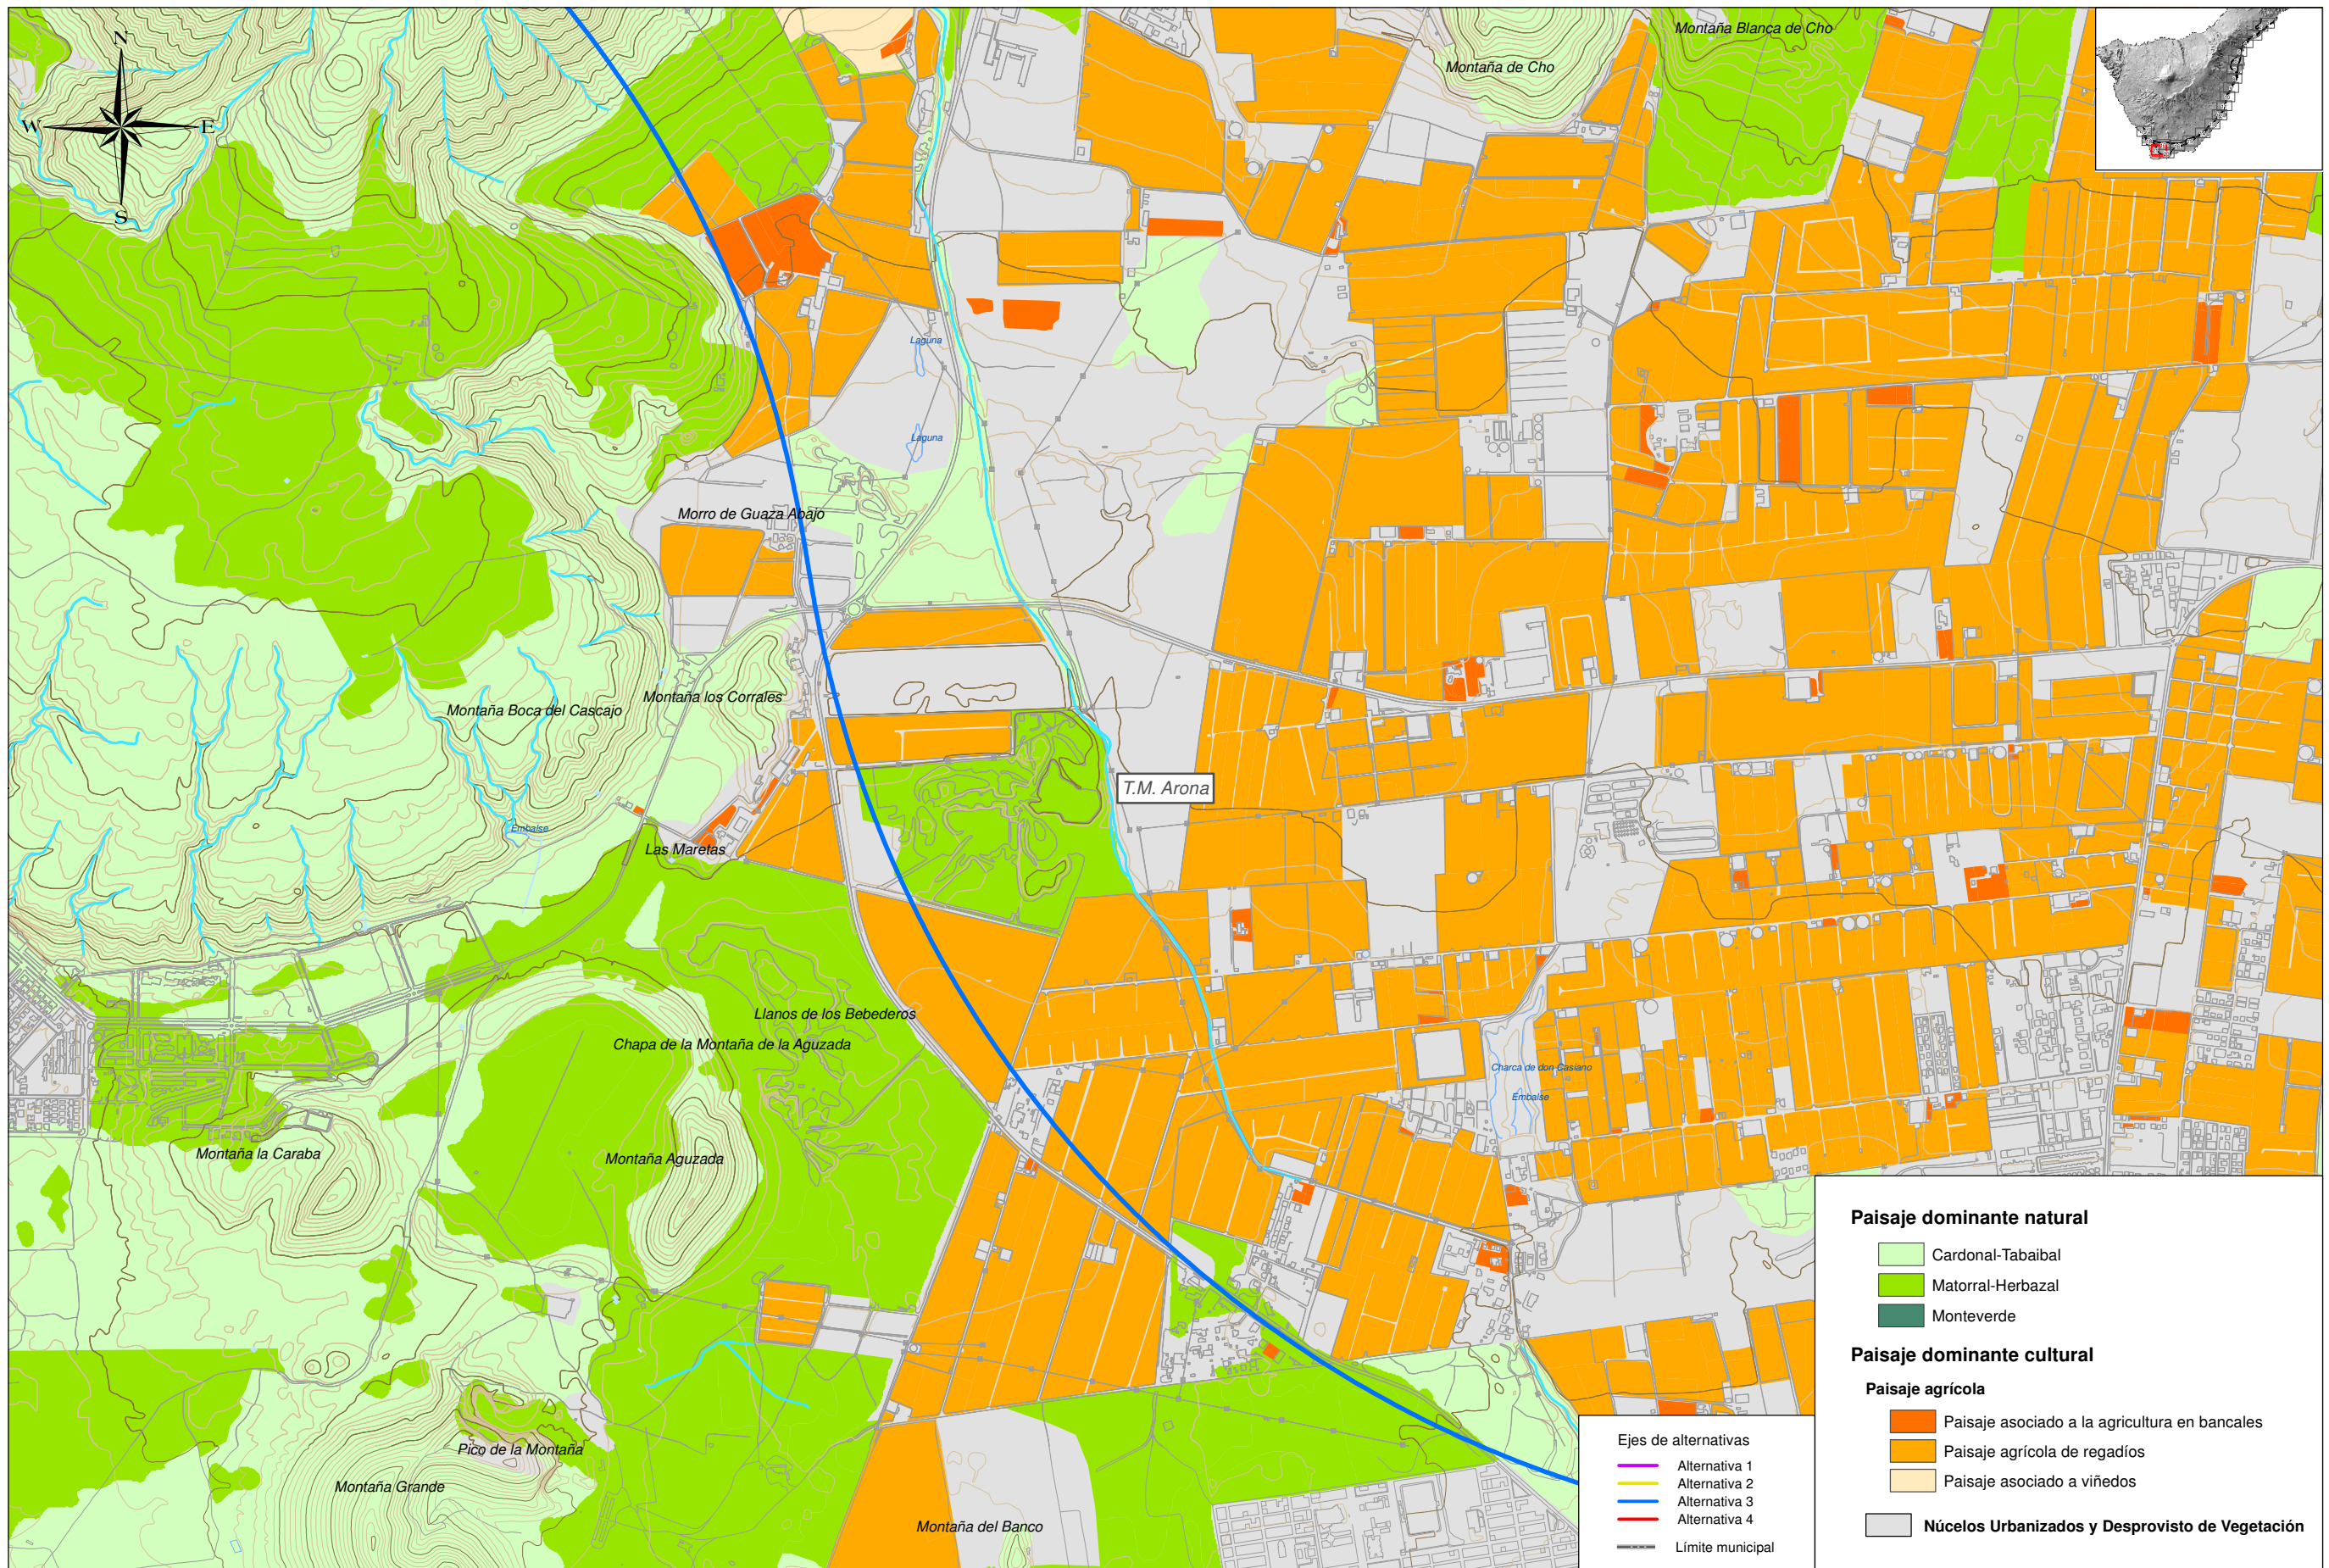 Montaña Blanca de Cho
N
Montaña de Cho
W
E
S
Laguna
Laguna
Morro de Guaza Abajo
Montaña los Corrales
Montaña Boca del Cascajo
T.M. Arona
Embalse
Las Maretas
Llanos de los Bebederos
Chapa de la Montaña de la Aguzada
Charca de don Casiano
Embalse
Montaña la Caraba
Montaña Aguzada
Pico de la Montaña
Montaña Grande
Montaña del Banco
Paisaje dominante natural
Cardonal-Tabaibal
Matorral-Herbazal
Monteverde
Paisaje dominante cultural
Paisaje agrícola
Paisaje asociado a la agricultura en bancales
Paisaje agrícola de regadíos
Paisaje asociado a viñedos
Núcelos Urbanizados y Desprovisto de Vegetación
Ejes de alternativas
Alternativa 1
Alternativa 2
Alternativa 3
Alternativa 4
Límite municipal